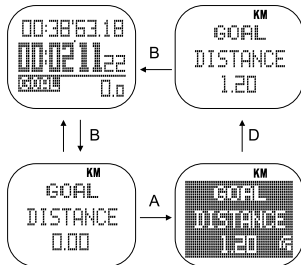 00:38'63.18
00:02'11 22
GOAL 0.0
B
KM
GOAL
DISTANCE
1.20
B
D
KM
GOAL
DISTANCE
0.00
A
KM
GOAL
DISTANCE
1.20